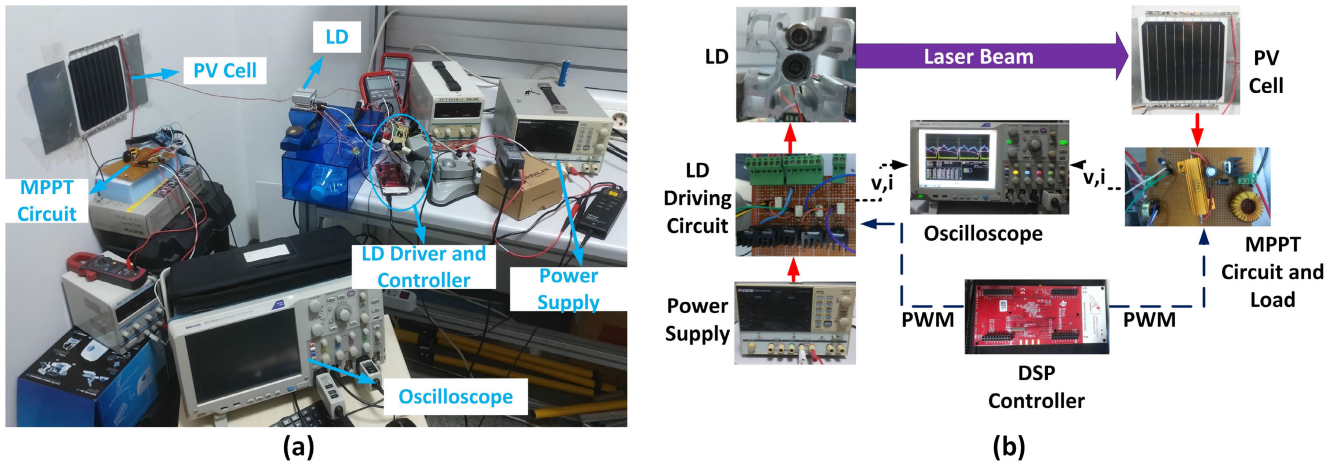 LD
PV Cell
MPPT
Circuit
LD Driver and
Controller
Power
Supply
Oscilloscope
(a)
LD
Laser Beam
PV
Cell
LD
Driving
Circuit
v,i
v,i
Oscilloscope
MPPT
Circuit and
Load
Power
Supply
PWM
PWM
DSP
Controller
(b)